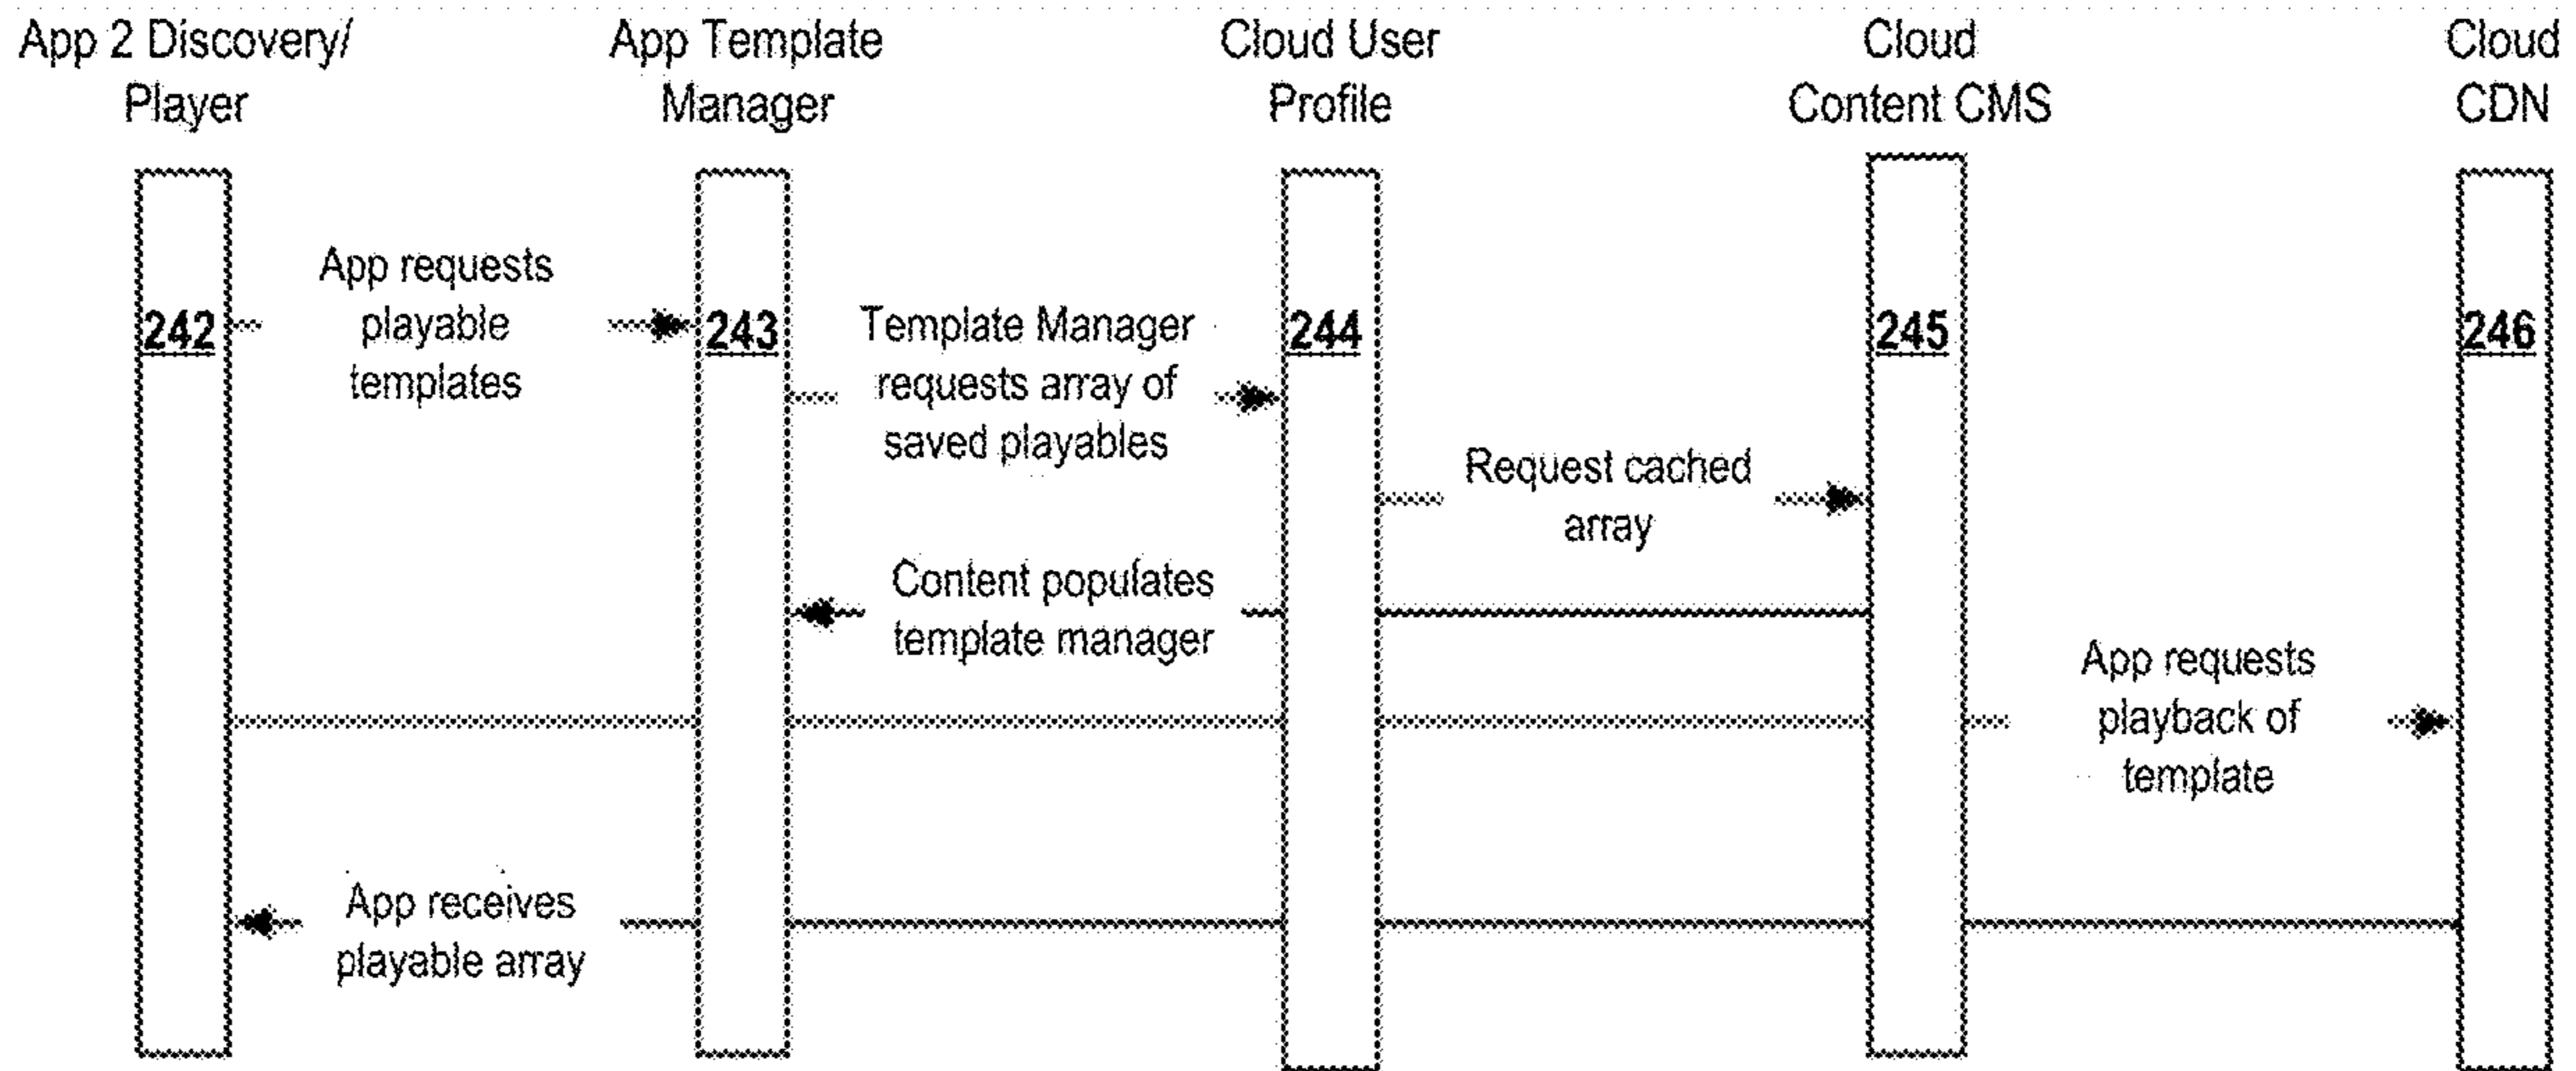 App 2 Discovery/
Player
App Template
Manager
Cloud User
Profile
Cloud
Content CMS
Cloud
CDN
242
App requests
playable
templates
243
Template Manager
requests array of
saved playables
244
Request cached
array
245
246
Content populates
template manager
App requests
playback of
template
App receives
playable array